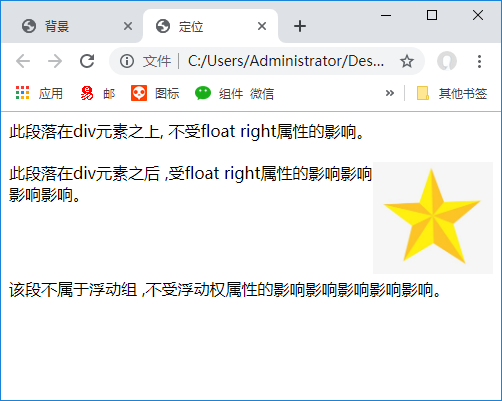 背景
定位
文件
C:/Users/Administrator/Des...
应用
易
邮
图标
组件
微信
»
其他书签
此段落在div元素之上, 不受float right属性的影响。
此段落在div元素之后 ,受float right属性的影响影响
影响影响。
该段不属于浮动组 ,不受浮动权属性的影响影响影响影响影响。